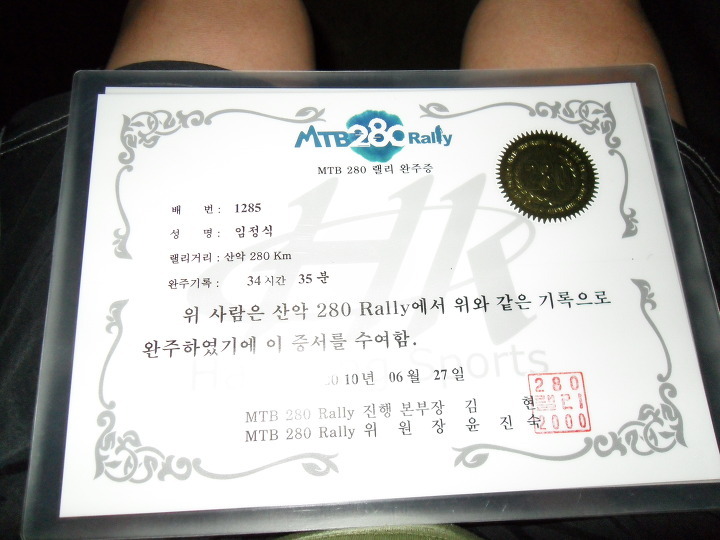 MTB 280 Rally
MTB 280 랠리 완주증
배 번 : 1285
성 명 : 임정식
랠리거리 : 산악 280 Km
완주기록 : 34 시간 35 분
위 사람은 산악 280 Rally에서 위와 같은 기록으로
완주하였기에 이 증서를 수여함.
Sports
2010년 06월 27일
MTB 280 Rally 진행 본부장 김 현
MTB 280 Rally 위 원 장 윤 진 숙
280
2000